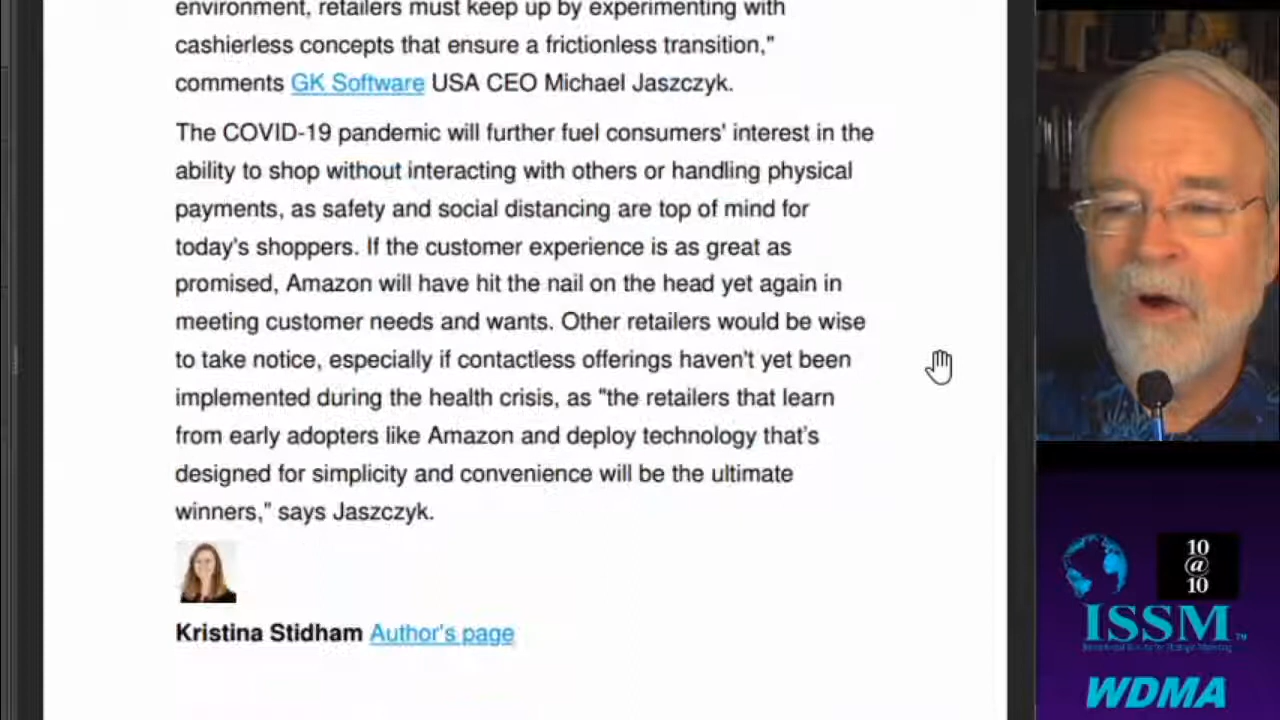 environment, retailers must keep up by experimenting with
cashierless concepts that ensure a frictionless transition,"
comments GK Software USA CEO Michael Jaszczyk.
The COVID-19 pandemic will further fuel consumers' interest in the
ability to shop without interacting with others or handling physical
payments, as safety and social distancing are top of mind for
today's shoppers. If the customer experience is as great as
promised, Amazon will have hit the nail on the head yet again in
meeting customer needs and wants. Other retailers would be wise
to take notice, especially if contactless offerings haven't yet been
implemented during the health crisis, as "the retailers that learn
from early adopters like Amazon and deploy technology that's
designed for simplicity and convenience will be the ultimate
winners," says Jaszczyk.
Kristina Stidham Author's page
10
@
10
ISSM
WDMA